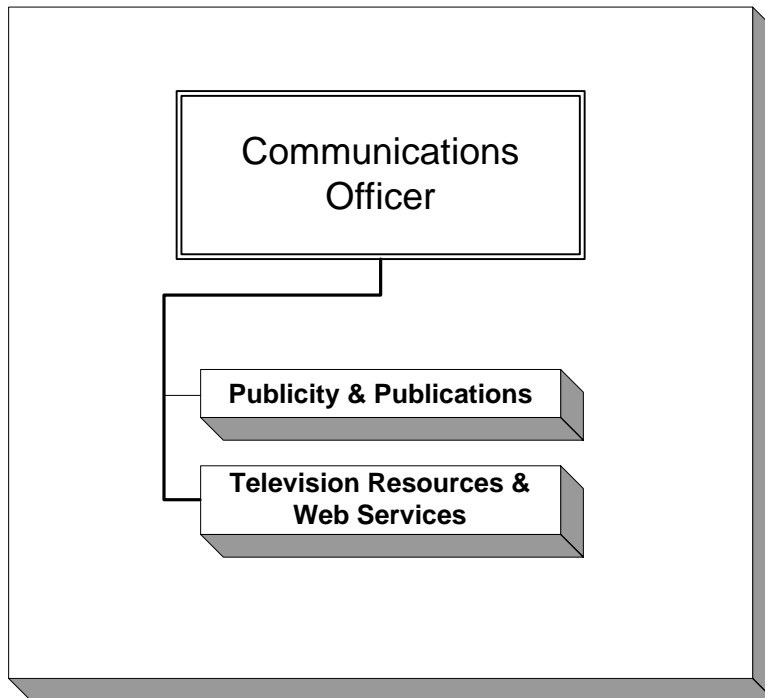 Communications
Officer
Publicity & Publications
Television Resources &
Web Services